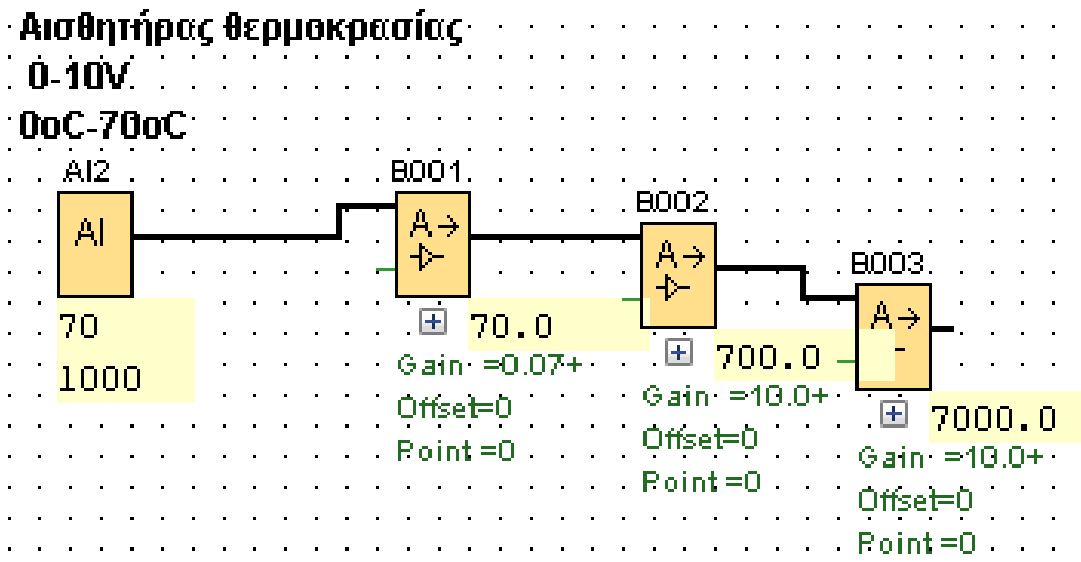 Αισθητήρας θερμοκρασίας
0-10V
0oC-70oC
AI2
AI
70
1000
B001
A→
70.0
Gain =0.07+
Offset=0
Point =0
B002
A→
700.0
Gain =10.0+
Offset=0
Point =0
B003
A→
7000.0
Gain =10.0+
Offset=0
Point =0